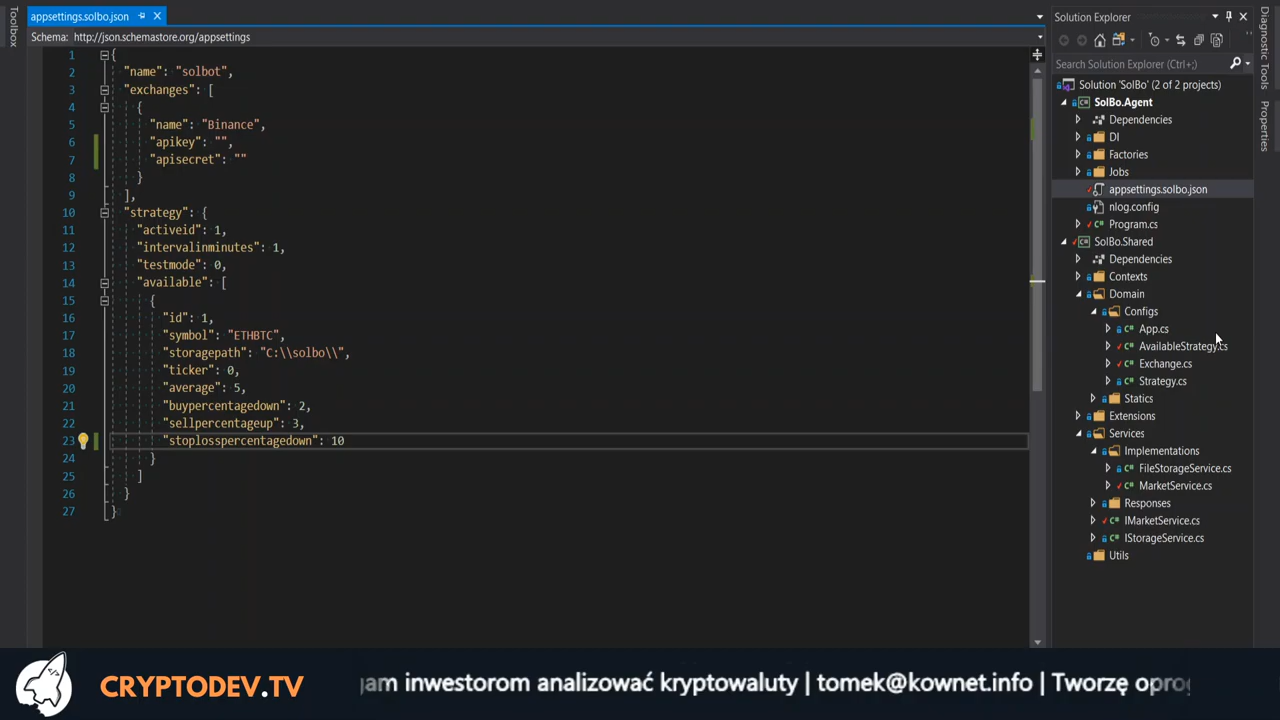 Toolbox
appsettings.solbo.json
Schema: http://json.schemastore.org/appsettings
1 {
2 "name": "solbot",
3 "exchanges": [
4 {
5 "name": "Binance",
6 "apikey": "",
7 "apisecret": ""
8 }
9 ],
10 "strategy": {
11 "activeid": 1,
12 "intervalinminutes": 1,
13 "testmode": 0,
14 "available": [
15 {
16 "id": 1,
17 "symbol": "ETHBTC",
18 "storagepath": "C:\\solbo\\",
19 "ticker": 0,
20 "average": 5,
21 "buypercentagedown": 2,
22 "sellpercentageup": 3,
23 "stoplosspercentagedown": 10
24 }
25 ]
26 }
27 }
Solution Explorer
Search Solution Explorer (Ctrl+;)
Solution 'SolBo' (2 of 2 projects)
SolBo.Agent
Dependencies
DI
Factories
Jobs
appsettings.solbo.json
nlog.config
Program.cs
SolBo.Shared
Dependencies
Contexts
Domain
Configs
App.cs
AvailableStrategy.cs
Exchange.cs
Strategy.cs
Statics
Extensions
Services
Implementations
FileStorageService.cs
MarketService.cs
Responses
IMarketService.cs
IStorageService.cs
Utils
Diagnostic Tools
Properties
CRYPTODEV.TV
gam inwestorom analizować kryptowaluty | tomek@kownet.info | Tworzę opro